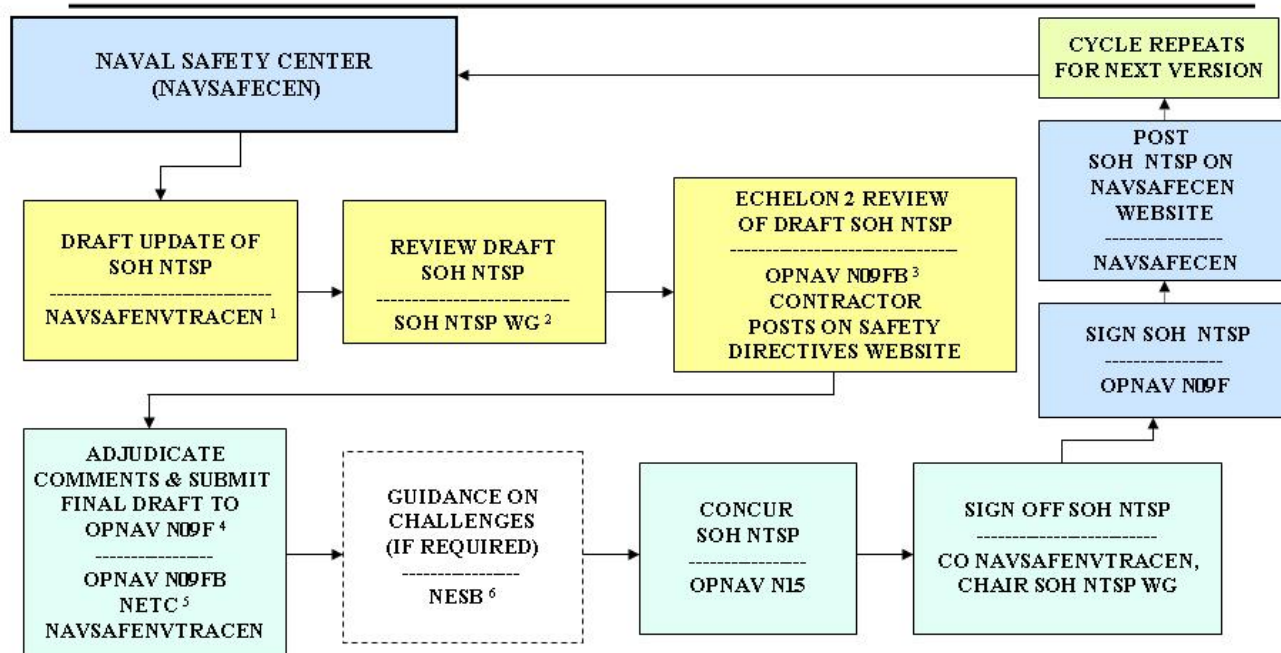 NAVAL SAFETY CENTER
(NAVSAFECEN)
CYCLE REPEATS
FOR NEXT VERSION
DRAFT UPDATE OF
SOH NTSP
-------------------------------
NAVSAFENVTRACEN 1
REVIEW DRAFT
SOH NTSP
---------------------------
SOH NTSP WG 2
ECHELON 2 REVIEW
OF DRAFT SOH NTSP
--------------------------------
OPNAV N09FB 3
CONTRACTOR
POSTS ON SAFETY
DIRECTIVES WEBSITE
POST
SOH NTSP ON
NAVSAFECEN
WEBSITE
-----------------
NAVSAFECEN
SIGN SOH NTSP
-----------------
OPNAV N09F
ADJUDICATE
COMMENTS & SUBMIT
FINAL DRAFT TO
OPNAV N09F 4
-----------------
OPNAV N09FB
NETC 5
NAVSAFENVTRACEN
GUIDANCE ON
CHALLENGES
(IF REQUIRED)
-----------------
NESB 6
CONCUR
SOH NTSP
------------------
OPNAV N15
SIGN OFF SOH NTSP
-------------------------
CO NAVSAFENVTRACEN,
CHAIR SOH NTSP WG